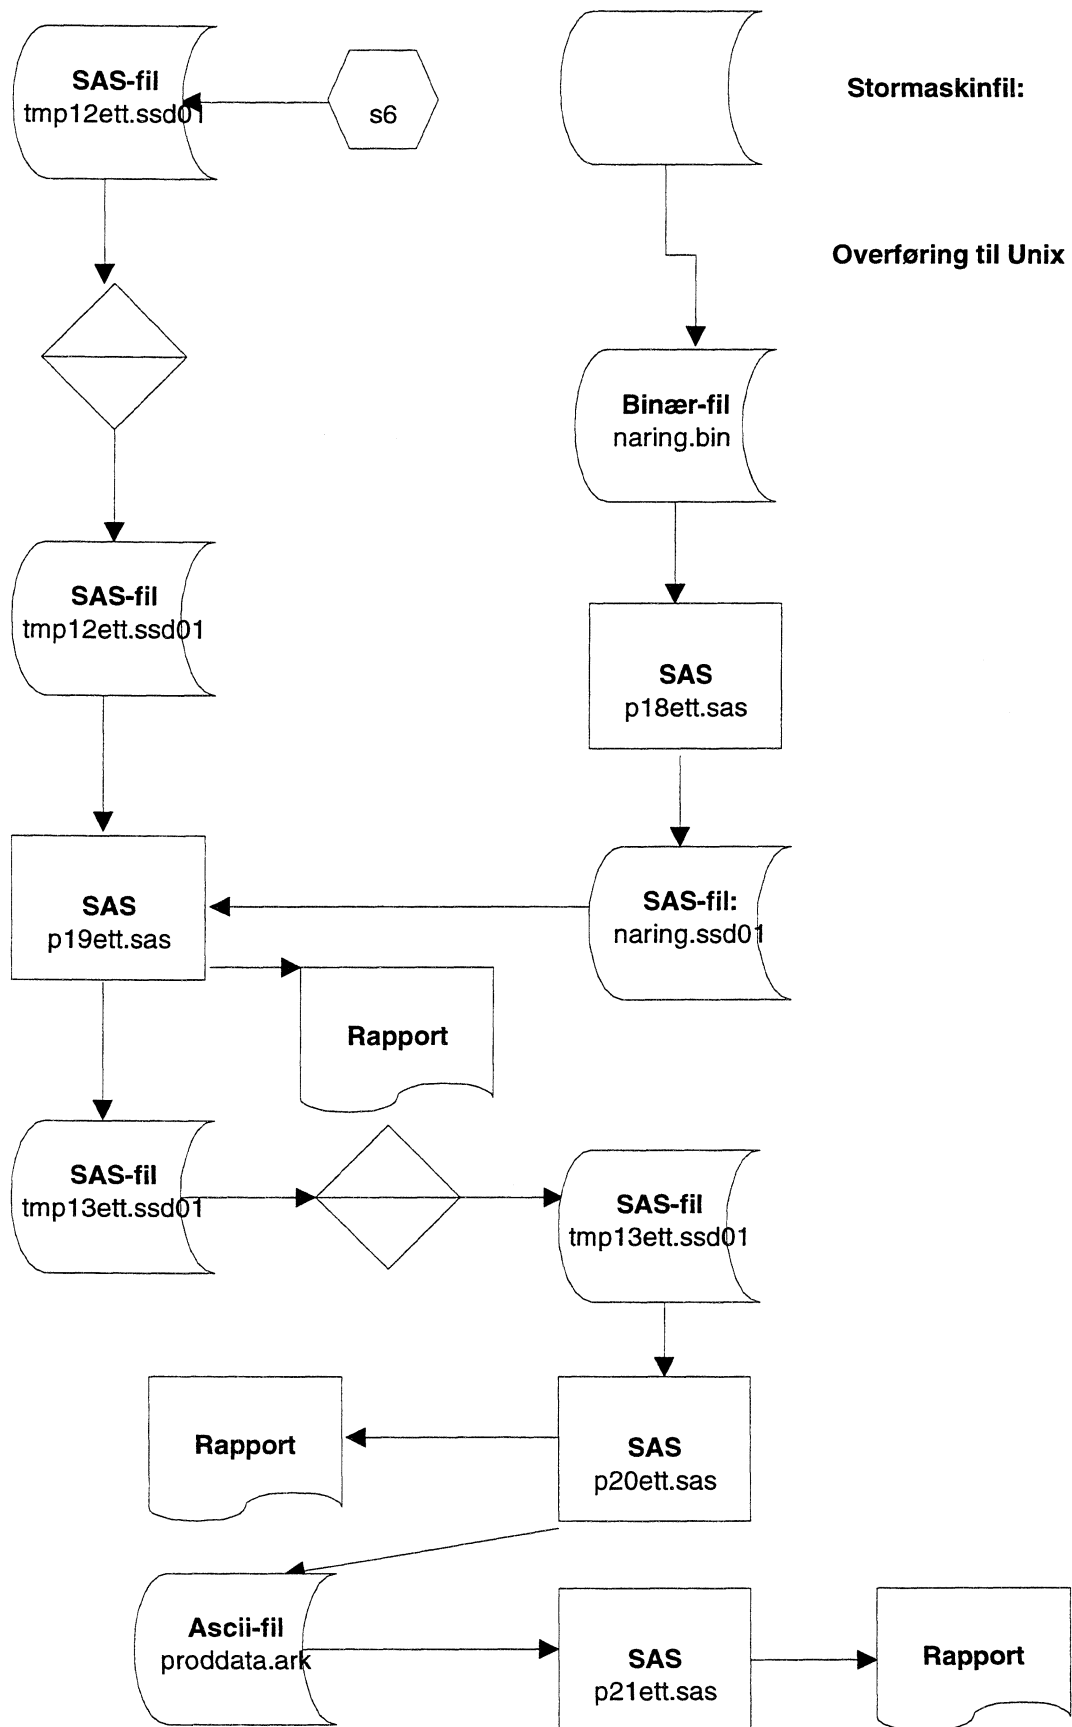 SAS-fil
tmp12ett.ssd01
s6
Stormaskinfil:
Overføring til Unix
Binær-fil
naring.bin
SAS-fil
tmp12ett.ssd01
SAS
p18ett.sas
SAS
p19ett.sas
SAS-fil:
naring.ssd01
Rapport
SAS-fil
tmp13ett.ssd01
SAS-fil
tmp13ett.ssd01
Rapport
SAS
p20ett.sas
Ascii-fil
proddata.ark
SAS
p21ett.sas
Rapport